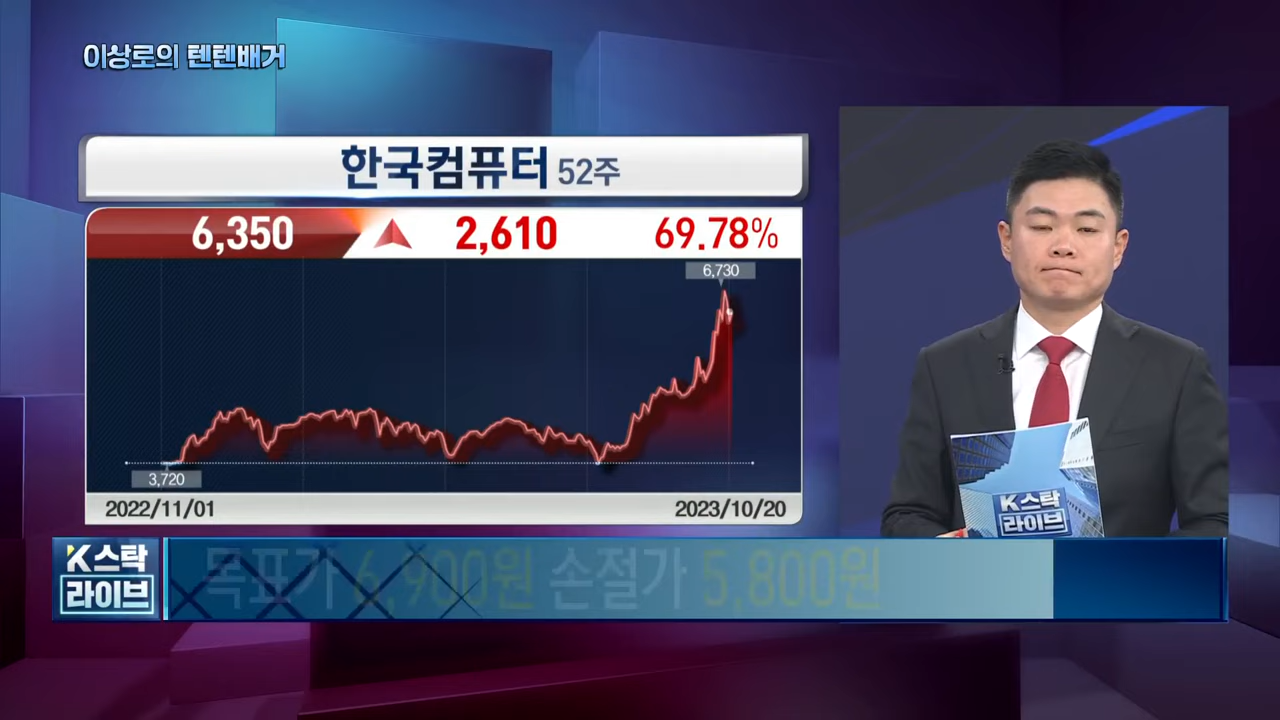 이상로의 텐텐배거
한국컴퓨터 52주
6,350 2,610 69.78%
6,730
3,720
2022/11/01 2023/10/20
K스탁
라이브
K스탁
라이브
목표가 6,900원 손절가 5,800원